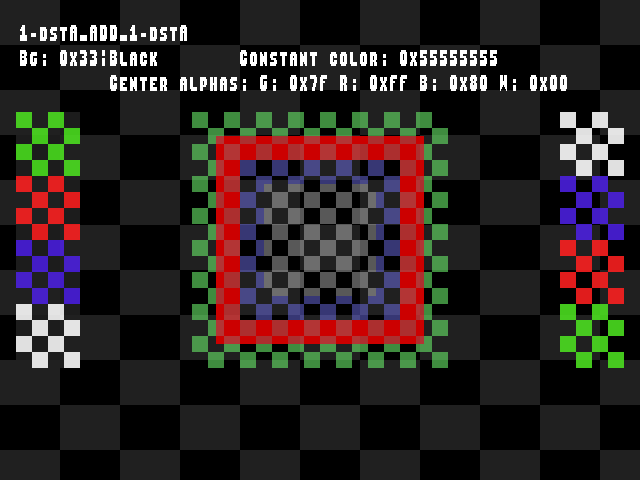 1-dstA_ADD_1-dstA
Bg: 0x33¦Black Constant color: 0x55555555
Center alphas: G: 0x7f R: 0xff B: 0x80 W: 0x00